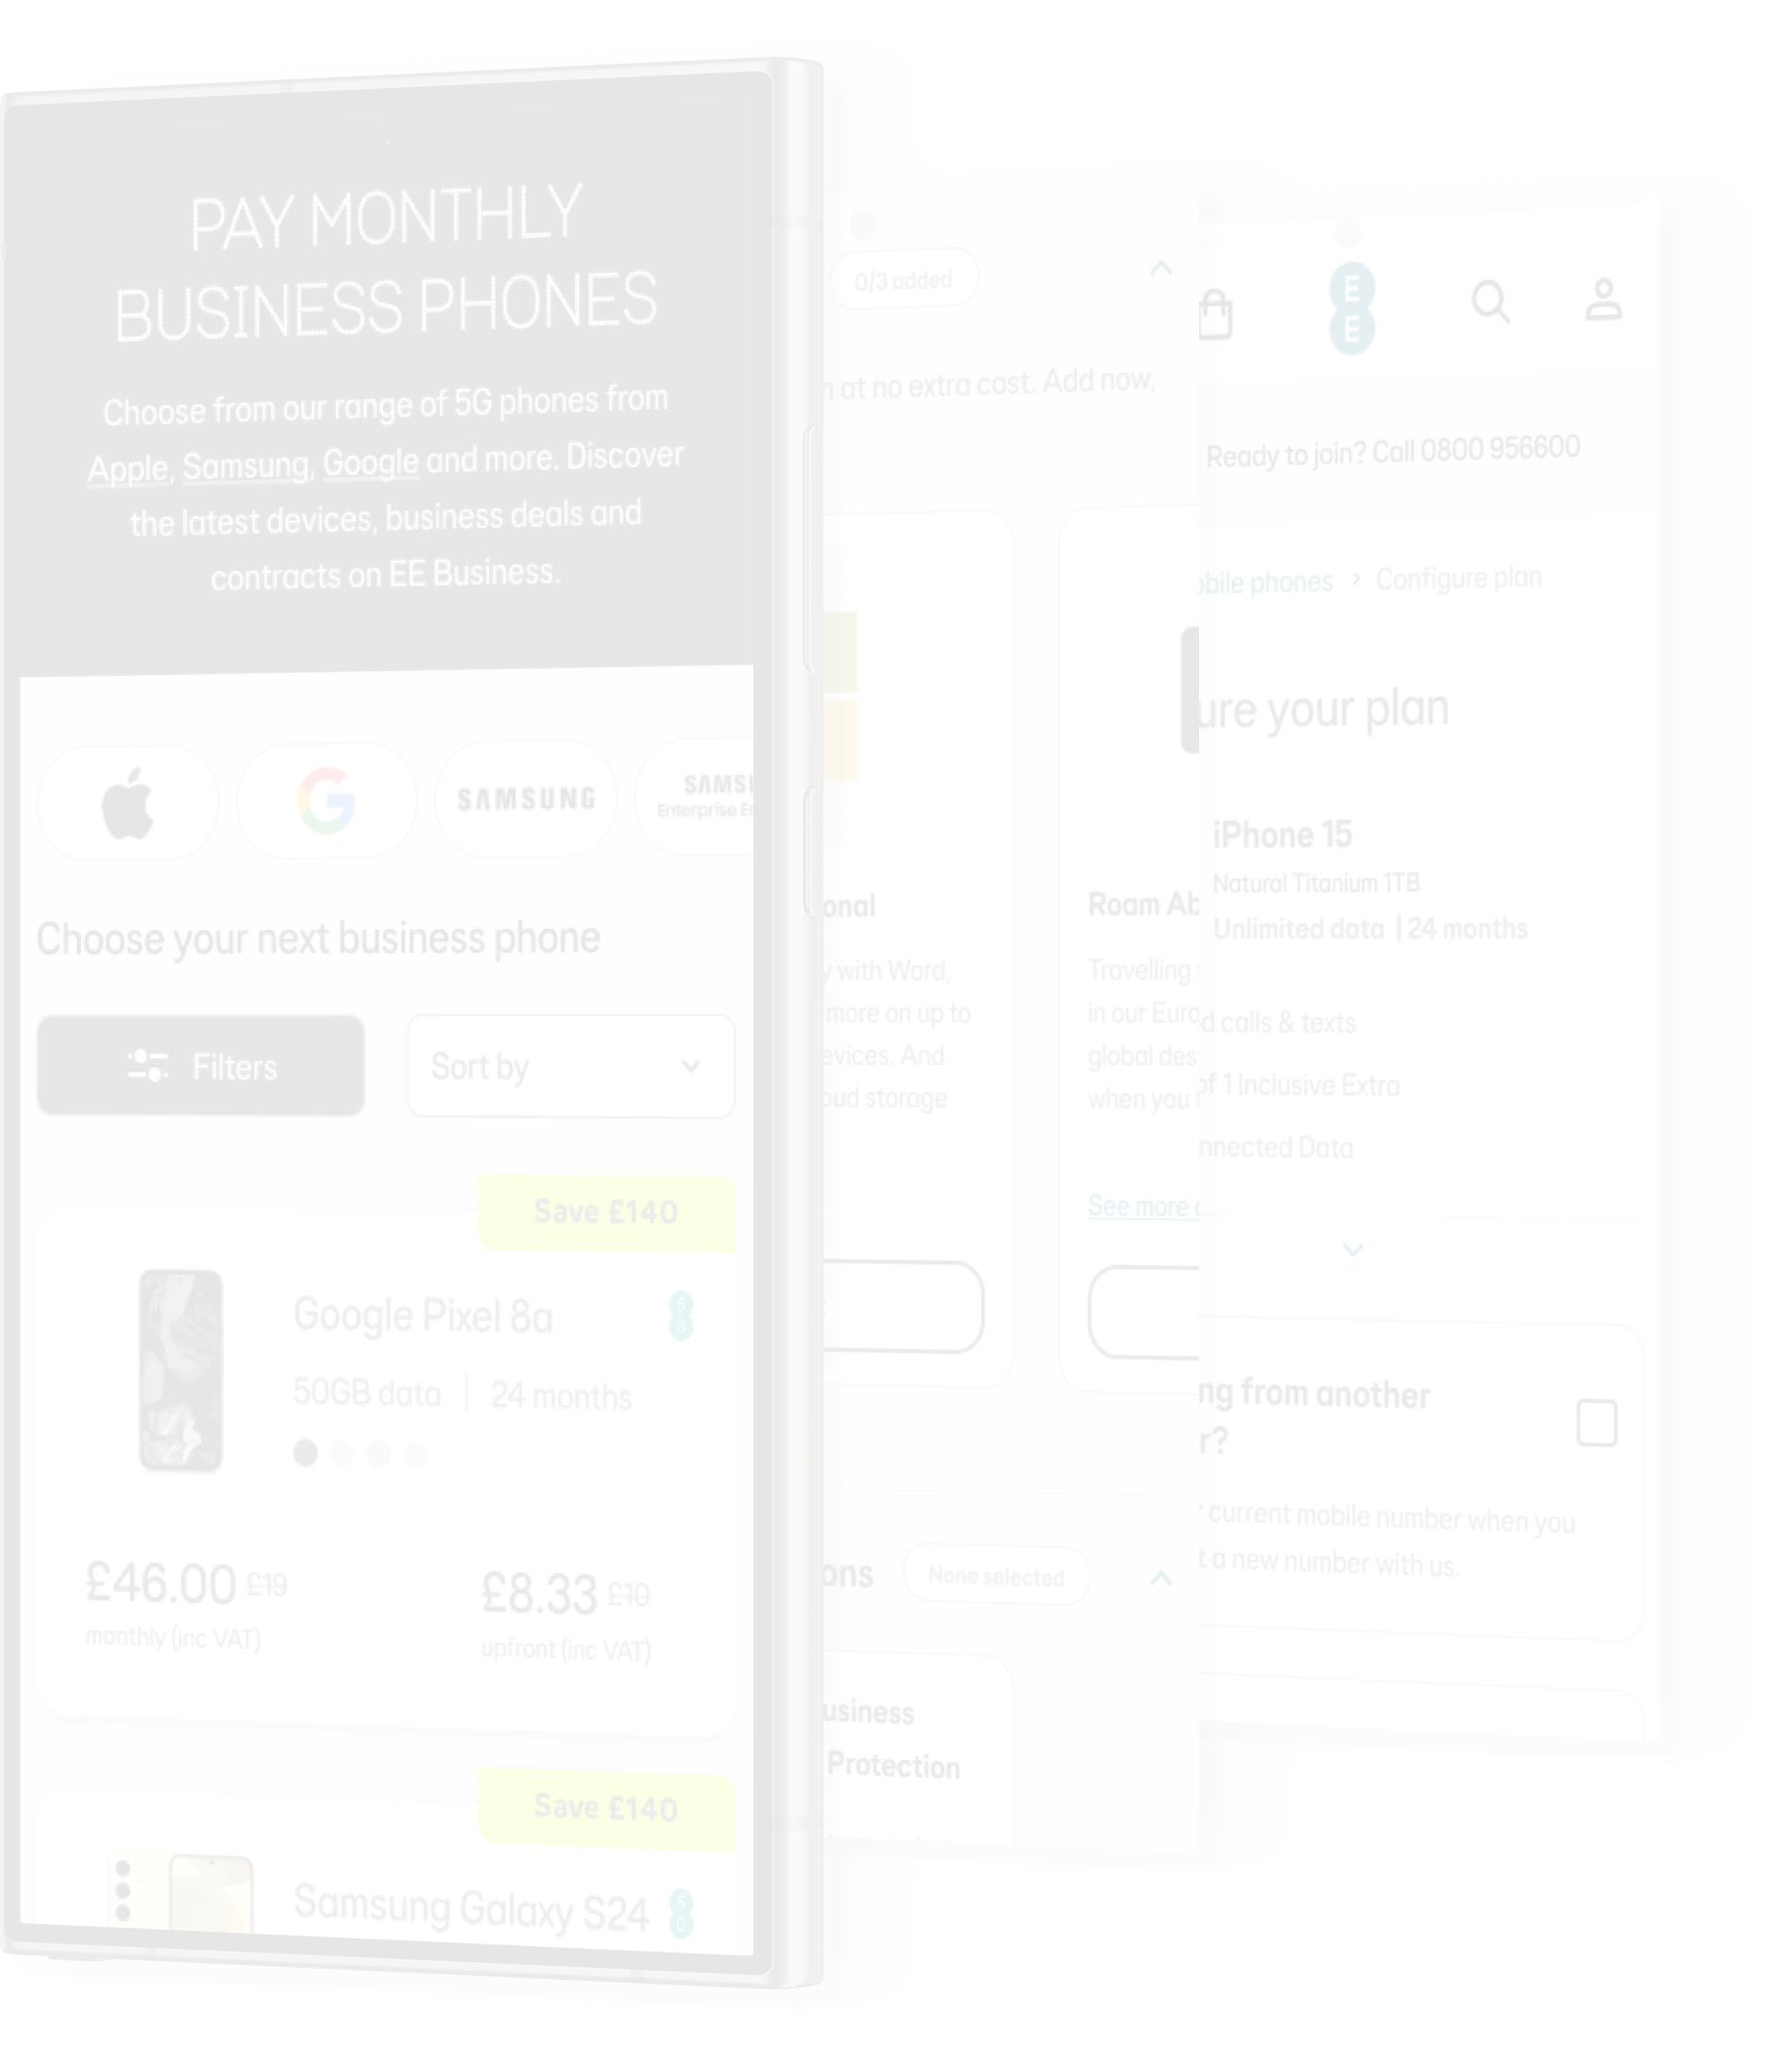 PAY MONTHLY
BUSINESS PHONES
Choose from our range of 5G phones from
Apple, Samsung, Google and more. Discover
the latest devices, business deals and
contracts on EE Business.
SAMSUNG
SAMSU
Enterprise Ed
Choose your next business phone
Filters
Sort by
Save £140
Google Pixel 8a
5G
50GB data | 24 months
£46.00 £19
monthly (inc VAT)
£8.33 £10
upfront (inc VAT)
Save £140
Samsung Galaxy S24
5G
0/3 added
at no extra cost. Add now,
onal
y with Word,
more on up to
evices. And
oud storage
Roam Ab
Travelling
in our Euro
global des
when you t
See more
ons
None selected
usiness
Protection
E
E
Ready to join? Call 0800 956600
obile phones > Configure plan
ure your plan
iPhone 15
Natural Titanium 1TB
Unlimited data | 24 months
d calls & texts
of 1 Inclusive Extra
nnected Data
ng from another
r?
current mobile number when you
t a new number with us.